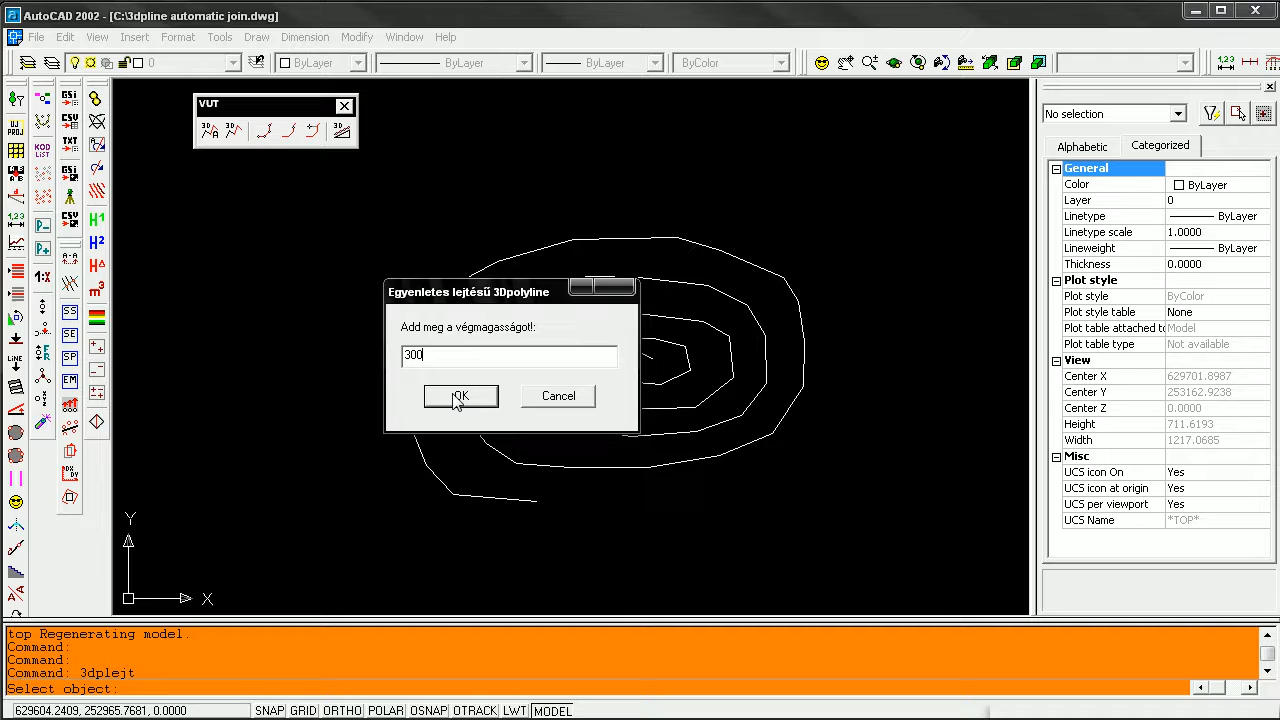 AutoCAD 2002 - [C:\3dpline automatic join.dwg]
File Edit View Insert Format Tools Draw Dimension Modify Window Help
0 ByLayer ByLayer ByLayer ByColor
VUT
No selection
Alphabetic Categorized
General
Color ByLayer
Layer 0
Linetype ByLayer
Linetype scale 1.0000
Lineweight ByLayer
Thickness 0.0000
Plot style
Plot style ByColor
Plot style table None
Plot table attached to Model
Plot table type Not available
View
Center X 629701.8987
Center Y 253162.9238
Center Z 0.0000
Height 711.6193
Width 1217.0685
Misc
UCS icon On Yes
UCS icon at origin Yes
UCS per viewport Yes
UCS Name *TOP*
Egyenletes lejtésű 3Dpolyline
Add meg a végmagasságot!:
300
OK Cancel
Y
X
top Regenerating model.
Command:
Command:
Command: 3dplejt
Select object:
629604.2409, 252965.7681, 0.0000 SNAP GRID ORTHO POLAR OSNAP OTRACK LWT MODEL